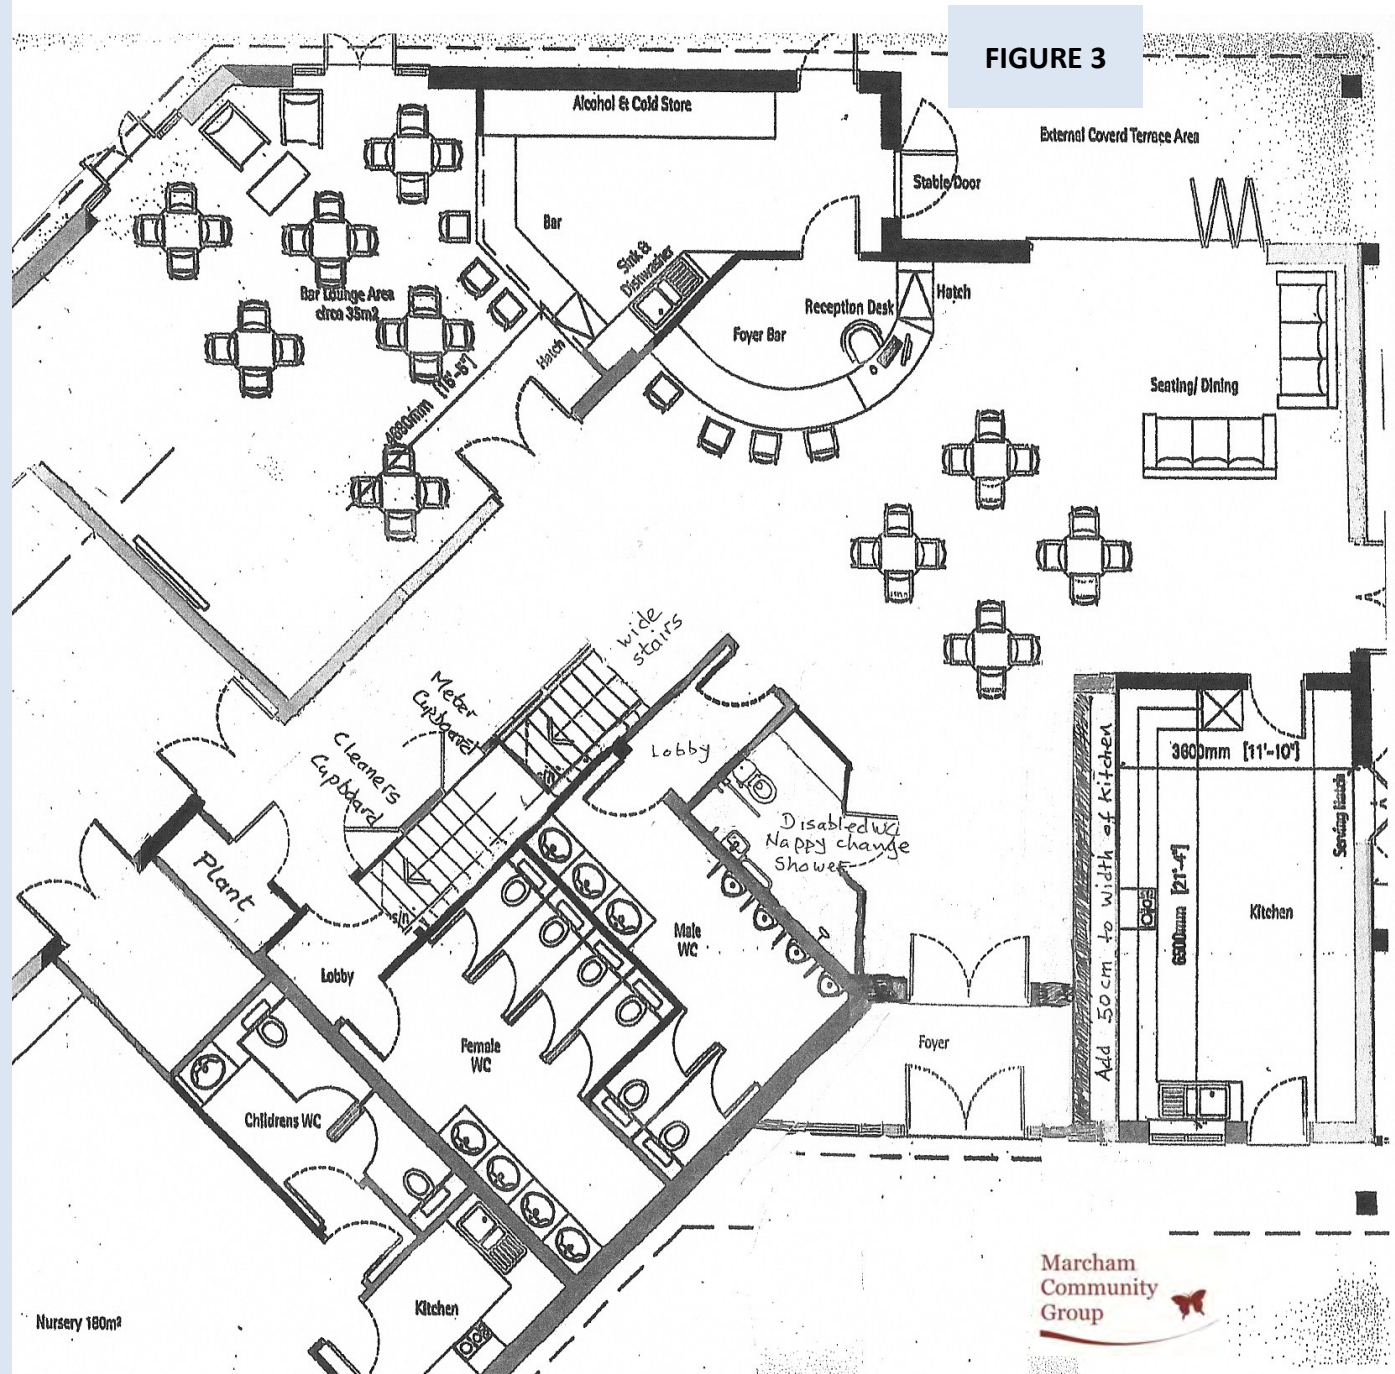 FIGURE 3
Alcohol & Cold Store
External Coverd Terrace Area
Stable/Door
Bar
Sink &
Dishwasher
Bar Lounge Area
circa 35m2
Reception Desk
Hatch
Foyer Bar
Hatch
4880mm
Seating/ Dining
wide
stairs
Meter
Cupboard
Cleaners
Cupboard
Lobby
Disabled WC
Nappy change
Shower
3600mm [11'-10"]
Serving Hatch
Add 50 cm to width of kitchen
6500mm [21'-4"]
Kitchen
Plant
Male
WC
Lobby
Female
WC
Foyer
Childrens WC
Kitchen
Nursery 180m²
Marcham
Community
Group